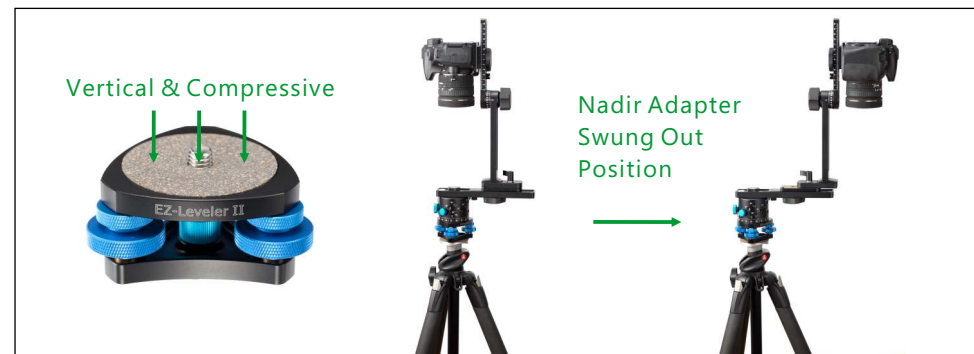 Vertical & Compressive
EZ-Leveler II
Nadir Adapter
Swung Out
Position